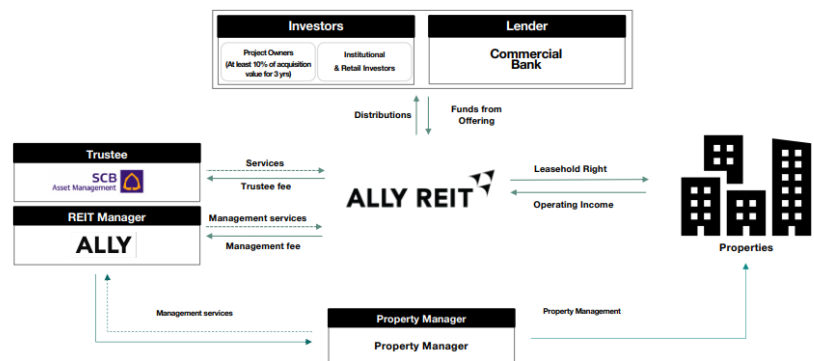 Investors
Project Owners
(At least 10% of acquisition
value for 3 yrs)
Institutional
& Retail Investors
Lender
Commercial
Bank
Distributions
Funds from
Offering
Trustee
SCB
Asset Management
Services
Trustee fee
REIT Manager
ALLY
Management services
Management fee
ALLY REIT
Leasehold Right
Operating Income
Properties
Management services
Property Manager
Property Manager
Property Management